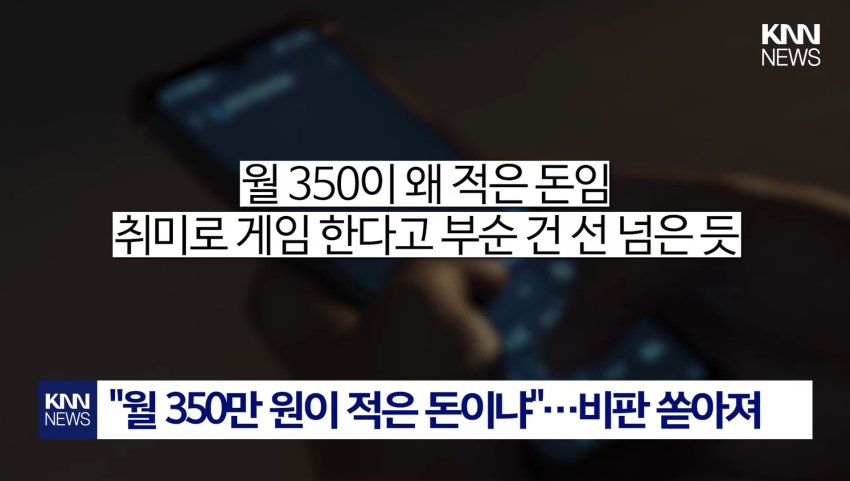 KNN
NEWS
월 350이 왜 적은 돈임
취미로 게임 한다고 부순 건 선 넘은 듯
KNN
NEWS
"월 350만 원이 적은 돈이냐"…비판 쏟아져